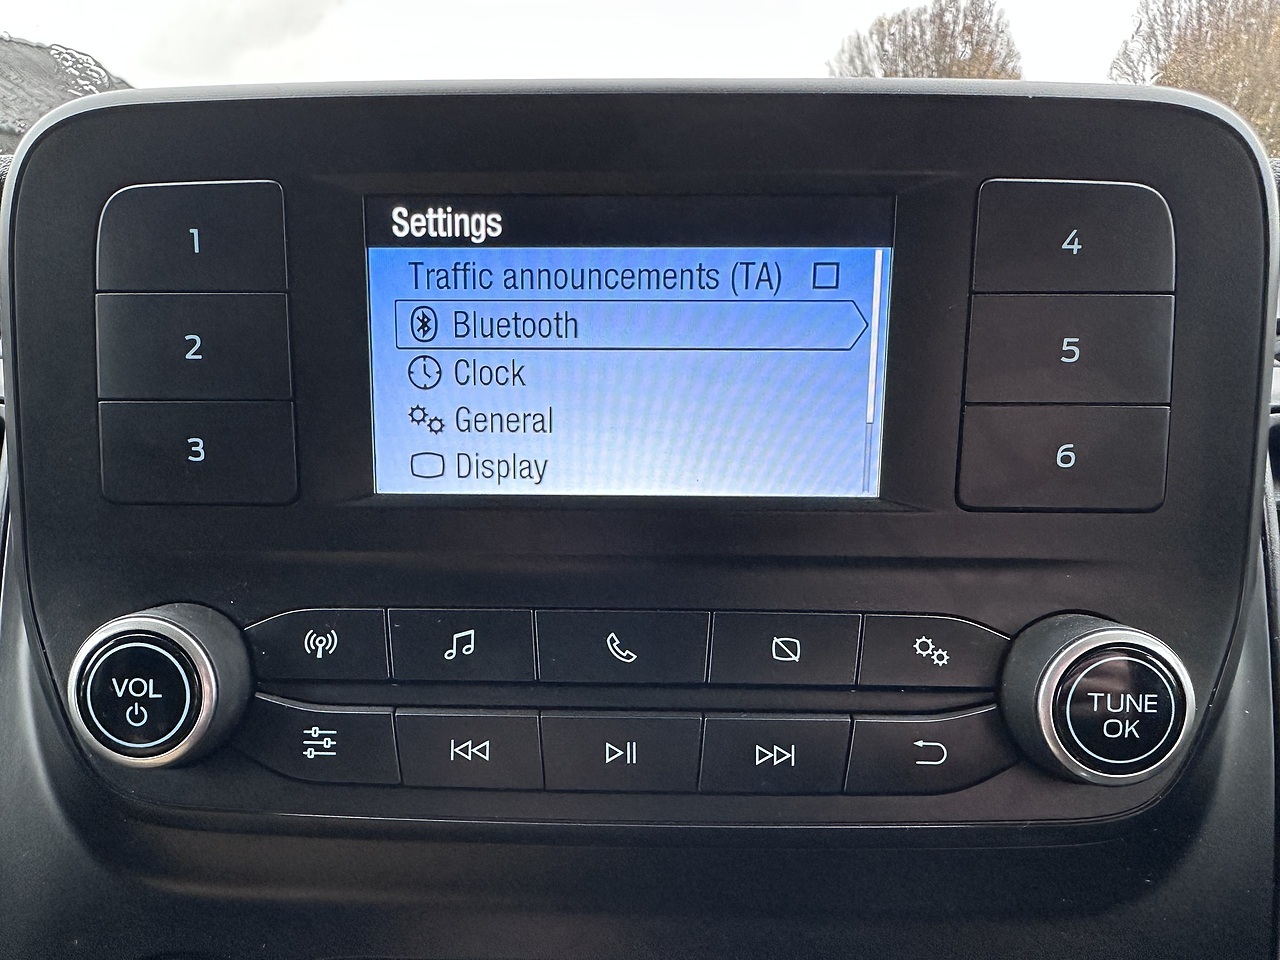 Settings
Traffic announcements (TA)
Bluetooth
Clock
General
Display
1
2
3
4
5
6
VOL
TUNE
OK